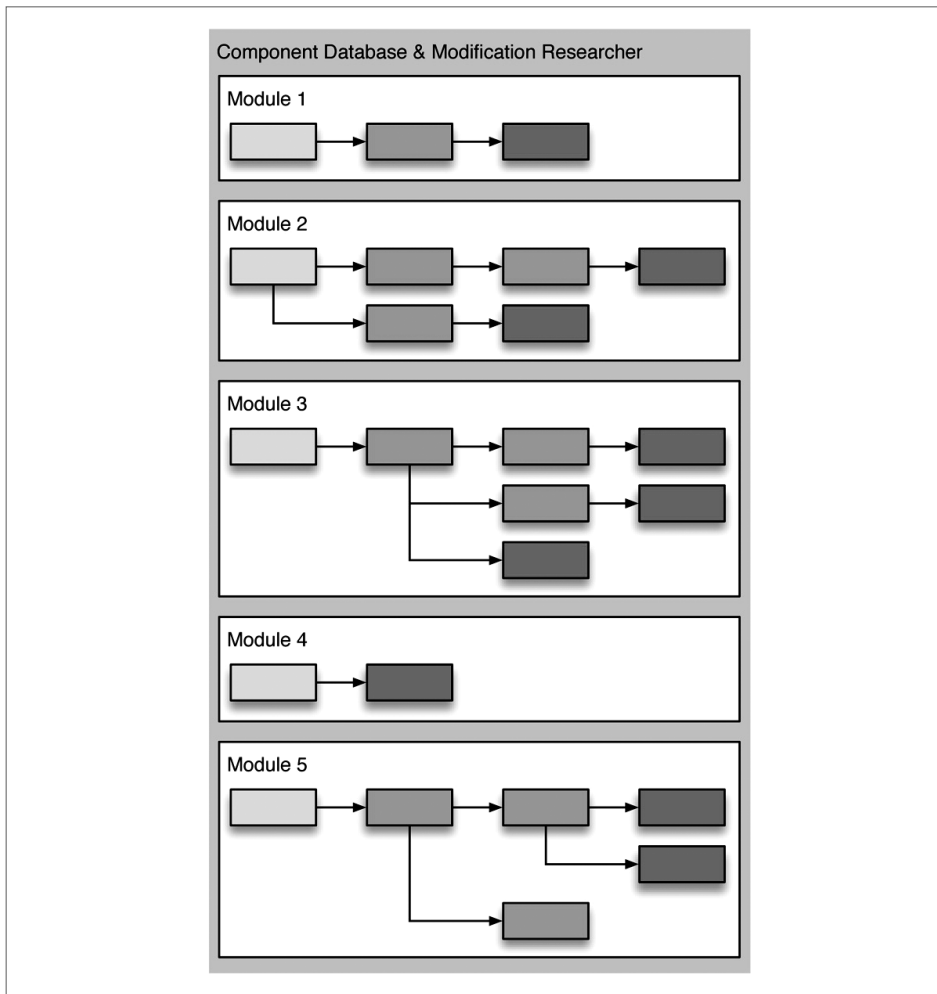 Component Database & Modification Researcher
Module 1
Module 2
Module 3
Module 4
Module 5